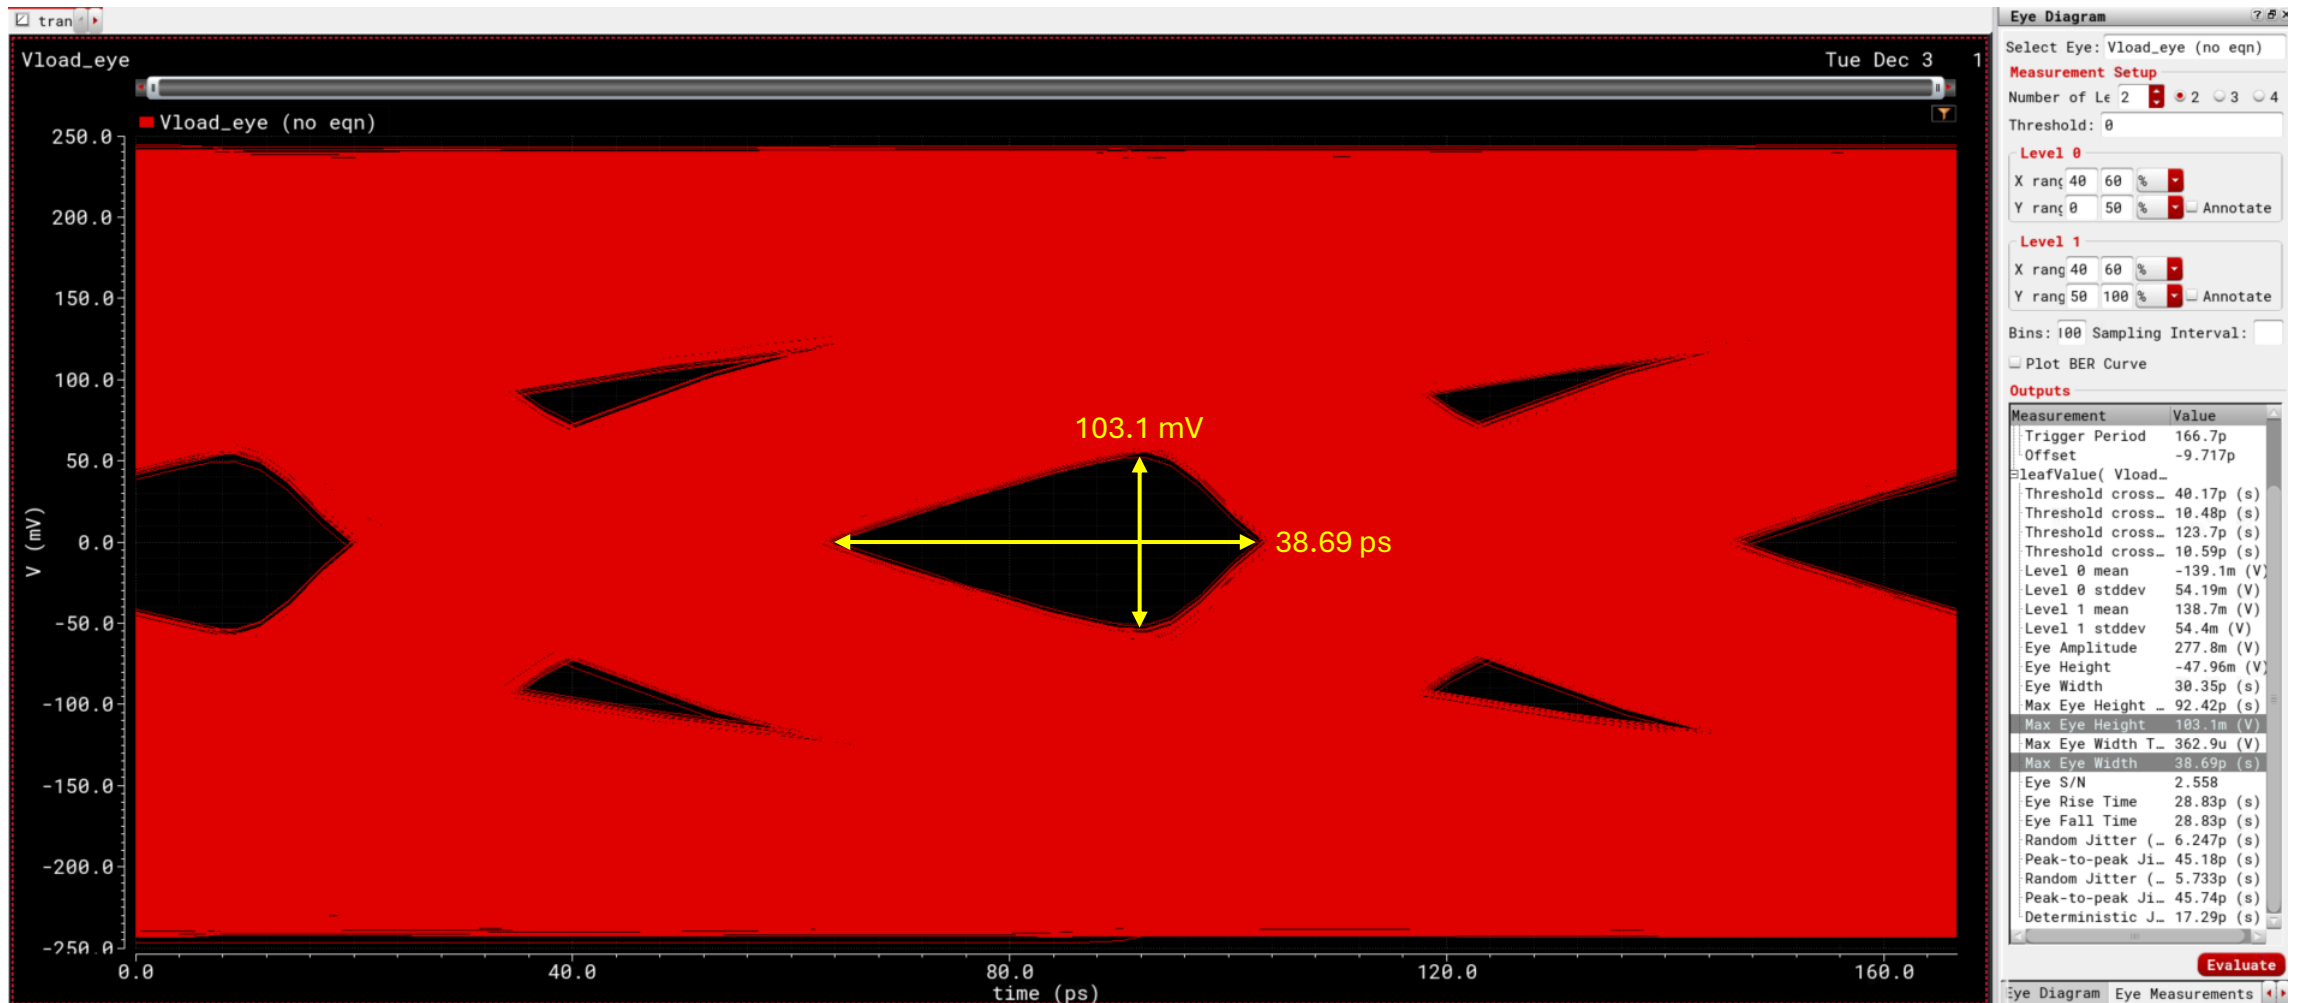 tran
Vload_eye
Tue Dec 3 1
Vload_eye (no eqn)
250.0
200.0
150.0
100.0
50.0
0.0
-50.0
-100.0
-150.0
-200.0
-250.0
V (mV)
103.1 mV
38.69 ps
0.0 40.0 80.0 120.0 160.0
time (ps)
Eye Diagram
Select Eye: Vload_eye (no eqn)
Measurement Setup
Number of Le 2 2 3 4
Threshold: 0
Level 0
X rang 40 60 %
Y rang 0 50 % Annotate
Level 1
X rang 40 60 %
Y rang 50 100 % Annotate
Bins: 100 Sampling Interval:
Plot BER Curve
Outputs
Measurement Value
Trigger Period 166.7p
Offset -9.717p
leafValue( Vload…
Threshold cross… 40.17p (s)
Threshold cross… 10.48p (s)
Threshold cross… 123.7p (s)
Threshold cross… 10.59p (s)
Level 0 mean -139.1m (V)
Level 0 stddev 54.19m (V)
Level 1 mean 138.7m (V)
Level 1 stddev 54.4m (V)
Eye Amplitude 277.8m (V)
Eye Height -47.96m (V)
Eye Width 30.35p (s)
Max Eye Height … 92.42p (s)
Max Eye Height 103.1m (V)
Max Eye Width T… 362.9u (V)
Max Eye Width 38.69p (s)
Eye S/N 2.558
Eye Rise Time 28.83p (s)
Eye Fall Time 28.83p (s)
Random Jitter (… 6.247p (s)
Peak-to-peak Ji… 45.18p (s)
Random Jitter (… 5.733p (s)
Peak-to-peak Ji… 45.74p (s)
Deterministic J… 17.29p (s)
Evaluate
Eye Diagram Eye Measurements